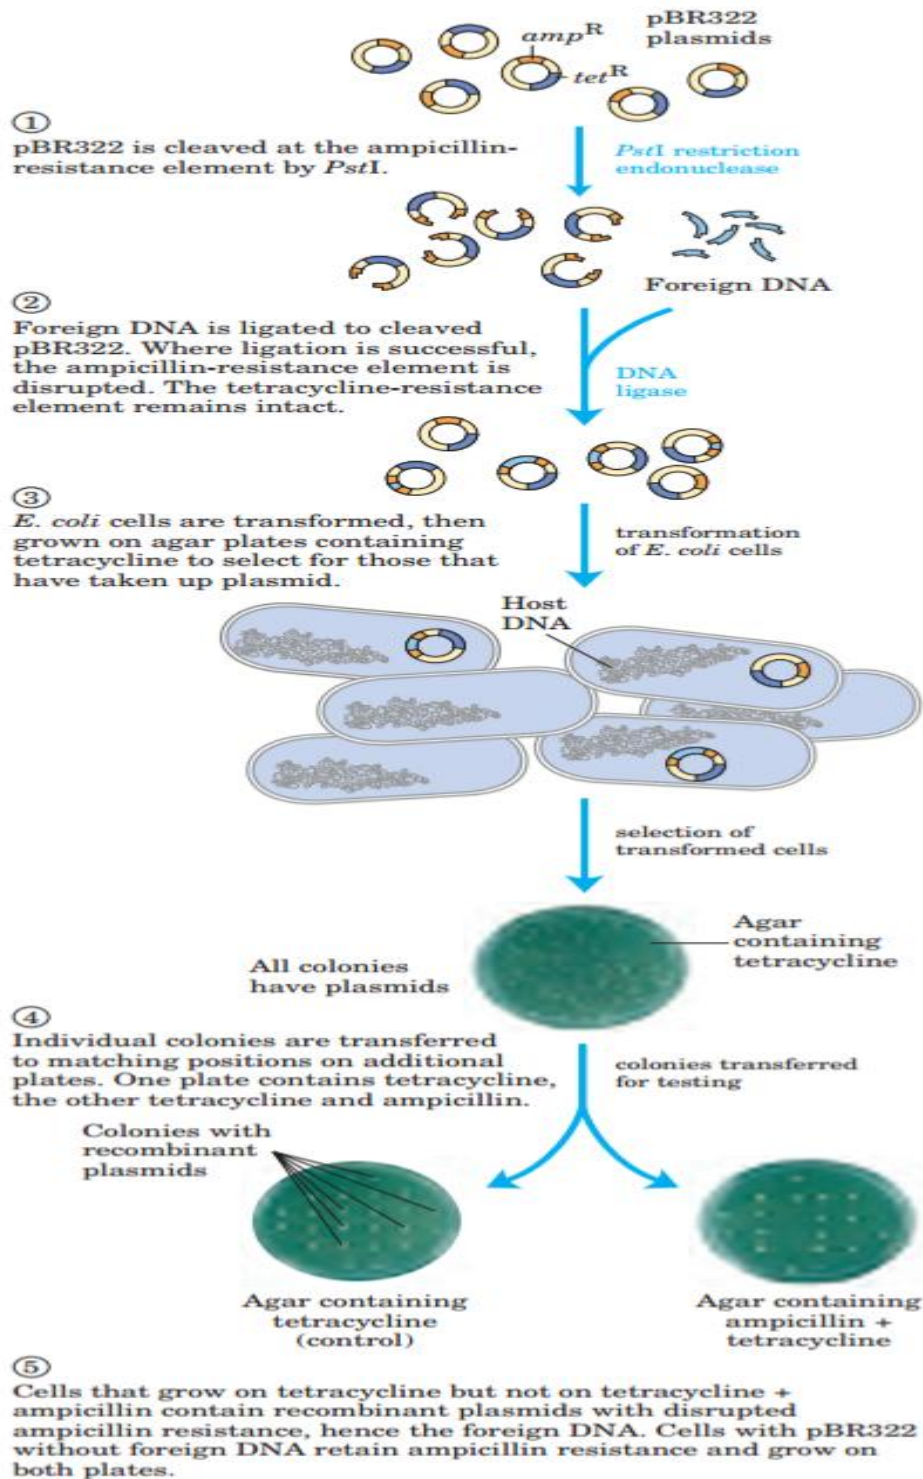 pBR322
plasmids
ampR
tetR
①
pBR322 is cleaved at the ampicillin-
resistance element by PstI.
PstI restriction
endonuclease
Foreign DNA
②
Foreign DNA is ligated to cleaved
pBR322. Where ligation is successful,
the ampicillin-resistance element is
disrupted. The tetracycline-resistance
element remains intact.
DNA
ligase
③
E. coli cells are transformed, then
grown on agar plates containing
tetracycline to select for those that
have taken up plasmid.
transformation
of E. coli cells
Host
DNA
selection of
transformed cells
Agar
containing
tetracycline
All colonies
have plasmids
④
Individual colonies are transferred
to matching positions on additional
plates. One plate contains tetracycline,
the other tetracycline and ampicillin.
colonies transferred
for testing
Colonies with
recombinant
plasmids
Agar containing
tetracycline
(control)
Agar containing
ampicillin +
tetracycline
⑤
Cells that grow on tetracycline but not on tetracycline +
ampicillin contain recombinant plasmids with disrupted
ampicillin resistance, hence the foreign DNA. Cells with pBR322
without foreign DNA retain ampicillin resistance and grow on
both plates.